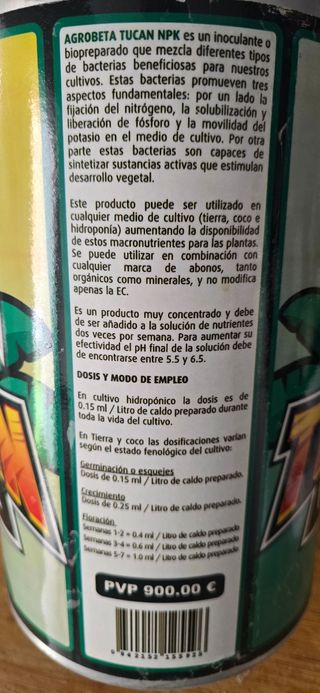 AGROBETA TUCAN NPK es un inoculante o
biopreparado que mezcla diferentes tipos
de bacterias beneficiosas para nuestros
cultivos. Estas bacterias promueven tres
aspectos fundamentales: por un lado la
fijación del nitrógeno, la solubilización y
liberación de fósforo y la movilidad del
potasio en el medio de cultivo. Por otra
parte estas bacterias son capaces de
sintetizar sustancias activas que estimulan
desarrollo vegetal.
Este producto puede ser utilizado en
cualquier medio de cultivo (tierra, coco e
hidroponía) aumentando la disponibilidad
de estos macronutrientes para las plantas.
Se puede utilizar en combinación con
cualquier marca de abonos, tanto
orgánicos como minerales, y no modifica
apenas la EC.
Es un producto muy concentrado y debe
de ser añadido a la solución de nutrientes
dos veces por semana. Para aumentar su
efectividad el pH final de la solución debe
de encontrarse entre 5.5 y 6.5.
DOSIS Y MODO DE EMPLEO
En cultivo hidropónico la dosis es de
0.15 ml / Litro de caldo preparado durante
toda la vida del cultivo.
En Tierra y coco las dosificaciones varían
según el estado fenológico del cultivo:
Germinación o esquejes
Dosis de 0.15 ml / Litro de caldo preparado.
Crecimiento
Dosis de 0.25 ml / Litro de caldo preparado.
Floración
Semanas 1-2 = 0.4 ml / Litro de caldo preparado
Semanas 3-4 = 0.6 ml / Litro de caldo preparado
Semanas 5-7 = 1.0 ml / Litro de caldo preparado
PVP 900.00 €